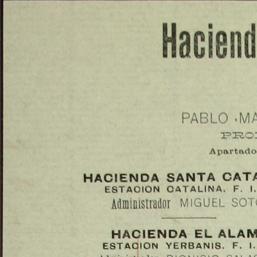 Haciend
PABLO MA
PRO
Apartado
HACIENDA SANTA CATA
ESTACION CATALINA, F. I.
Administrador MIGUEL SOTO
HACIENDA EL ALAM
ESTACION YERBANIS, F. I.